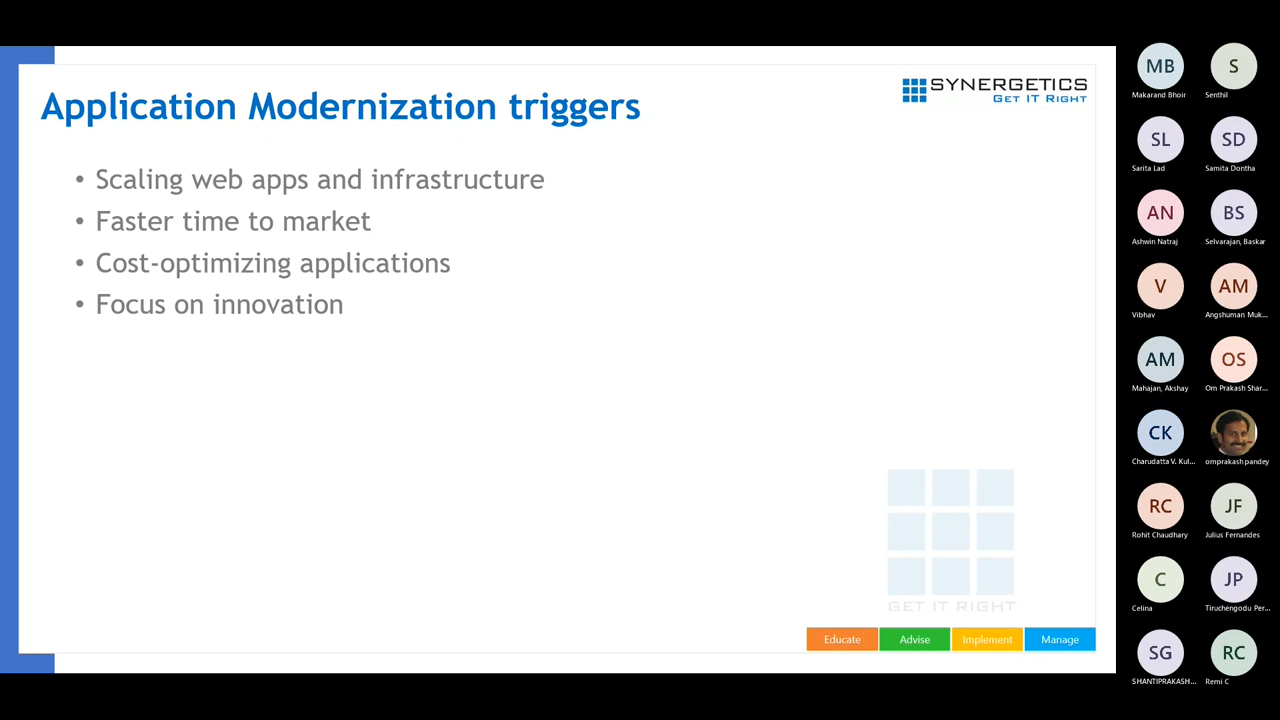 Application Modernization triggers
SYNERGETICS
GET IT RIGHT
• Scaling web apps and infrastructure
• Faster time to market
• Cost-optimizing applications
• Focus on innovation
GET IT RIGHT
Educate
Advise
Implement
Manage
MB
Makarand Bhoir
S
Senthil
SL
Sarita Lad
SD
Samita Dontha
AN
Ashwin Natraj
BS
Selvarajan, Baskar
V
Vibhav
AM
Angshuman Muk...
AM
Mahajan, Akshay
OS
Om Prakash Shar...
CK
Charudatta V. Kul...
omprakash pandey
RC
Rohit Chaudhary
JF
Julius Fernandes
C
Celina
JP
Tiruchengodu Per...
SG
SHANTIPRAKASH...
RC
Remi C